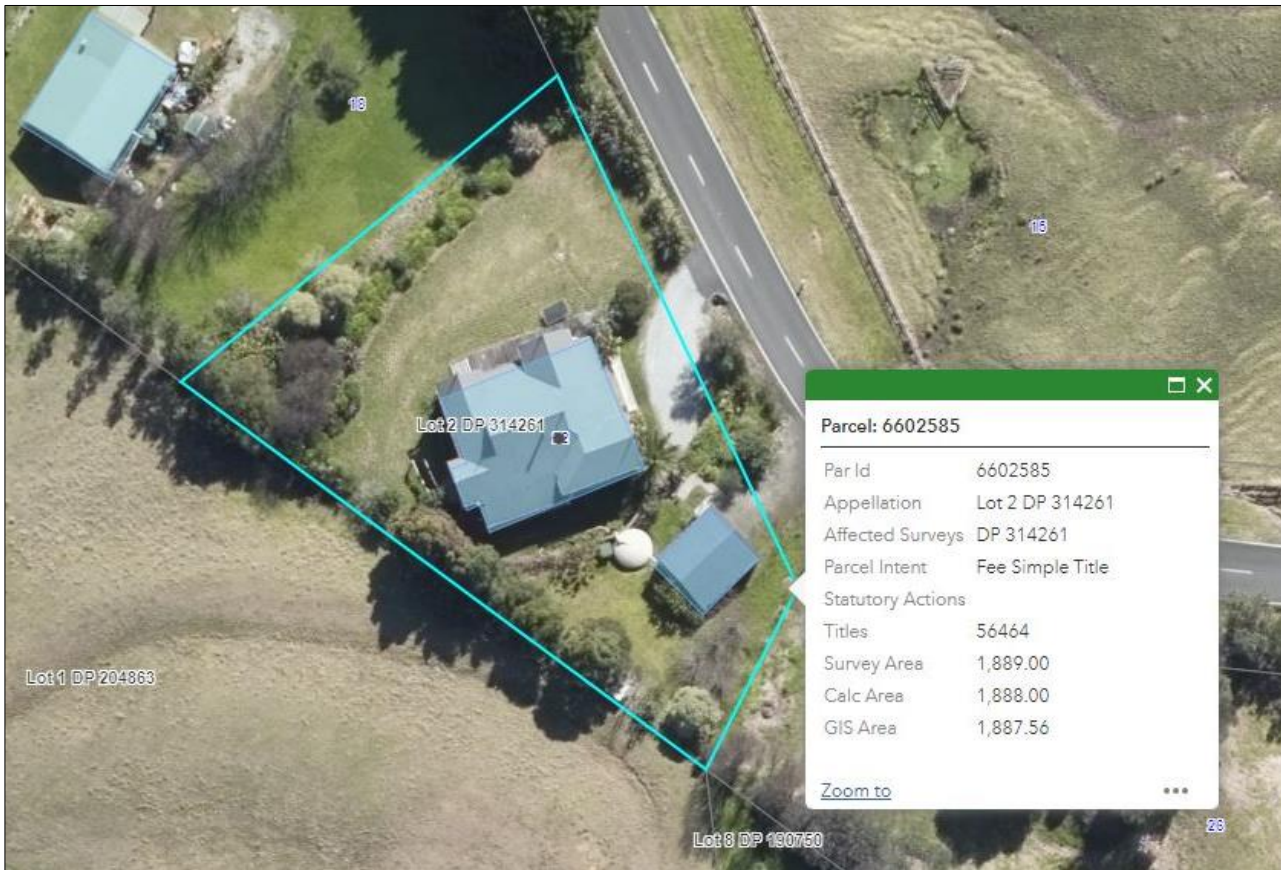 18
15
Lot 2 DP 314261
Lot 1 DP 204863
Lot 8 DP 190750
Parcel: 6602585
Par Id 6602585
Appellation Lot 2 DP 314261
Affected Surveys DP 314261
Parcel Intent Fee Simple Title
Statutory Actions
Titles 56464
Survey Area 1,889.00
Calc Area 1,888.00
GIS Area 1,887.56
Zoom to